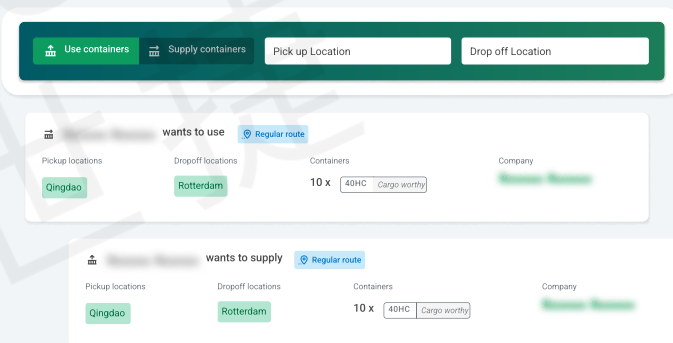 Use containers
Supply containers
Pick up Location
Drop off Location
wants to use
Regular route
Pickup locations
Dropoff locations
Containers
Company
Qingdao
Rotterdam
10 x
40HC
Cargo worthy
wants to supply
Regular route
Pickup locations
Dropoff locations
Containers
Company
Qingdao
Rotterdam
10 x
40HC
Cargo worthy
世捷